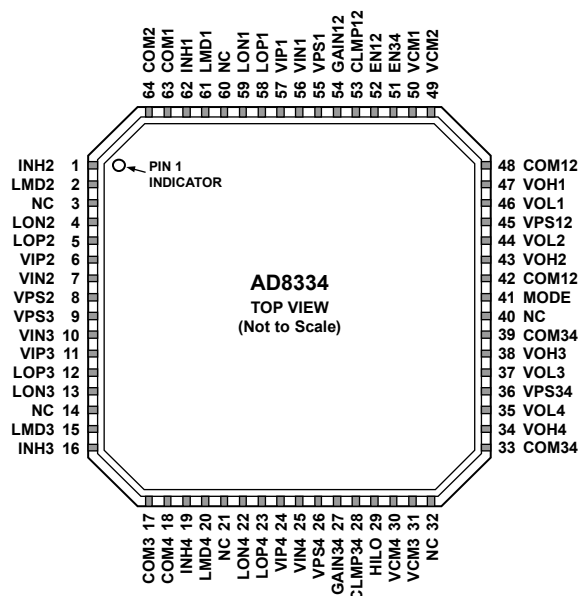 64 COM2
63 COM1
62 INH1
61 LMD1
60 NC
59 LON1
58 LOP1
57 VIP1
56 VIN1
55 VPS1
54 GAIN12
53 CLMP12
52 EN12
51 EN34
50 VCM1
49 VCM2
INH2 1
LMD2 2
NC 3
LON2 4
LOP2 5
VIP2 6
VIN2 7
VPS2 8
VPS3 9
VIN3 10
VIP3 11
LOP3 12
LON3 13
NC 14
LMD3 15
INH3 16
PIN 1
INDICATOR
AD8334
TOP VIEW
(Not to Scale)
48 COM12
47 VOH1
46 VOL1
45 VPS12
44 VOL2
43 VOH2
42 COM12
41 MODE
40 NC
39 COM34
38 VOH3
37 VOL3
36 VPS34
35 VOL4
34 VOH4
33 COM34
COM3 17
COM4 18
INH4 19
LMD4 20
NC 21
LON4 22
LOP4 23
VIP4 24
VIN4 25
VPS4 26
GAIN34 27
CLMP34 28
HILO 29
VCM4 30
VCM3 31
NC 32